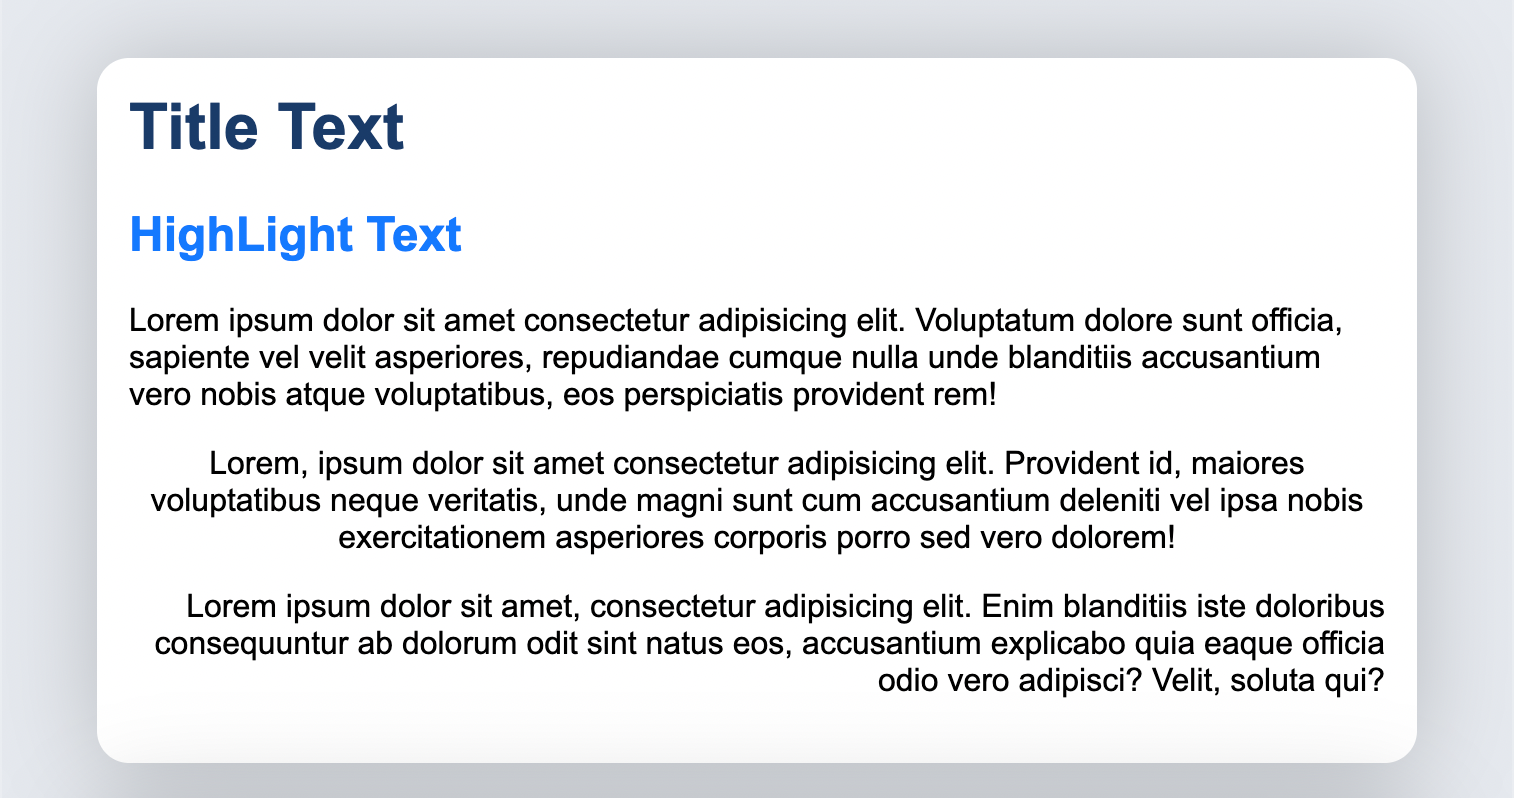 Title Text
HighLight Text
Lorem ipsum dolor sit amet consectetur adipisicing elit. Voluptatum dolore sunt officia,
sapiente vel velit asperiores, repudiandae cumque nulla unde blanditiis accusantium
vero nobis atque voluptatibus, eos perspiciatis provident rem!
Lorem, ipsum dolor sit amet consectetur adipisicing elit. Provident id, maiores
voluptatibus neque veritatis, unde magni sunt cum accusantium deleniti vel ipsa nobis
exercitationem asperiores corporis porro sed vero dolorem!
Lorem ipsum dolor sit amet, consectetur adipisicing elit. Enim blanditiis iste doloribus
consequuntur ab dolorum odit sint natus eos, accusantium explicabo quia eaque officia
odio vero adipisci? Velit, soluta qui?